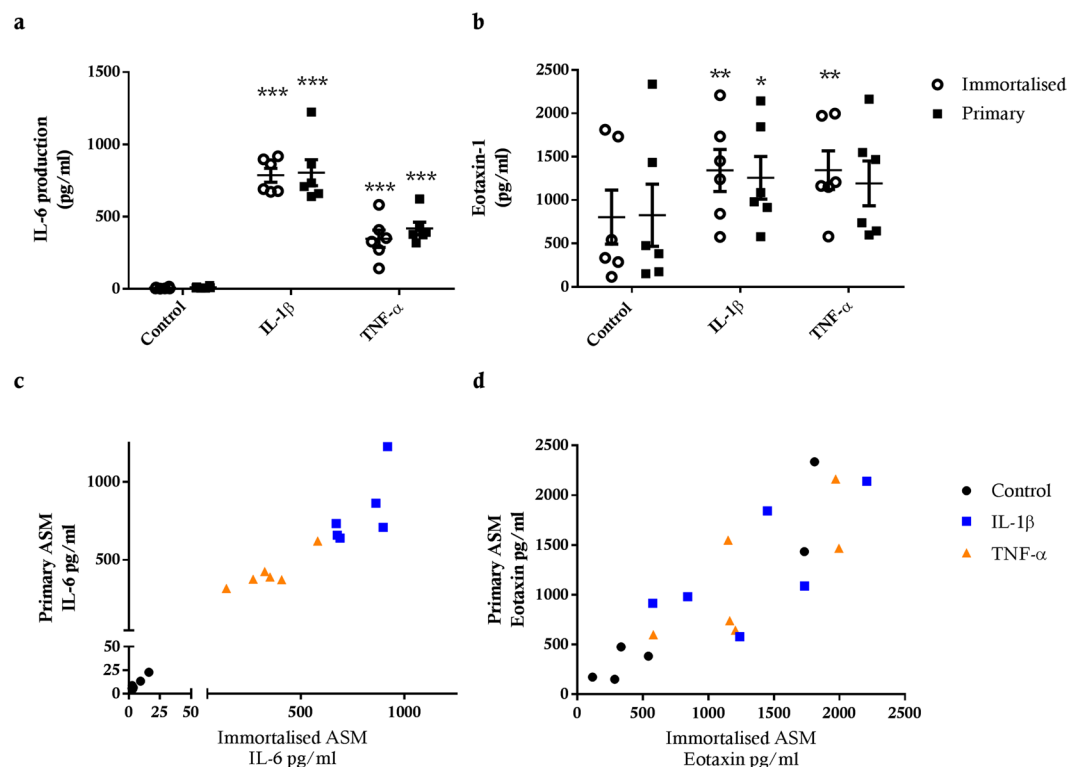 a
IL-6 production
(pg/ml)
1500
1000
500
0
***
***
***
***
Control
IL-1β
TNF-α
b
Eotaxin-1
(pg/ml)
2500
2000
1500
1000
500
0
**
*
**
Control
IL-1β
TNF-α
Immortalised
Primary
c
Primary ASM
IL-6 pg/ml
1000
500
50
25
0
0
25
50
500
1000
Immortalised ASM
IL-6 pg/ml
d
Primary ASM
Eotaxin pg/ml
2500
2000
1500
1000
500
0
0
500
1000
1500
2000
2500
Immortalised ASM
Eotaxin pg/ml
Control
IL-1β
TNF-α